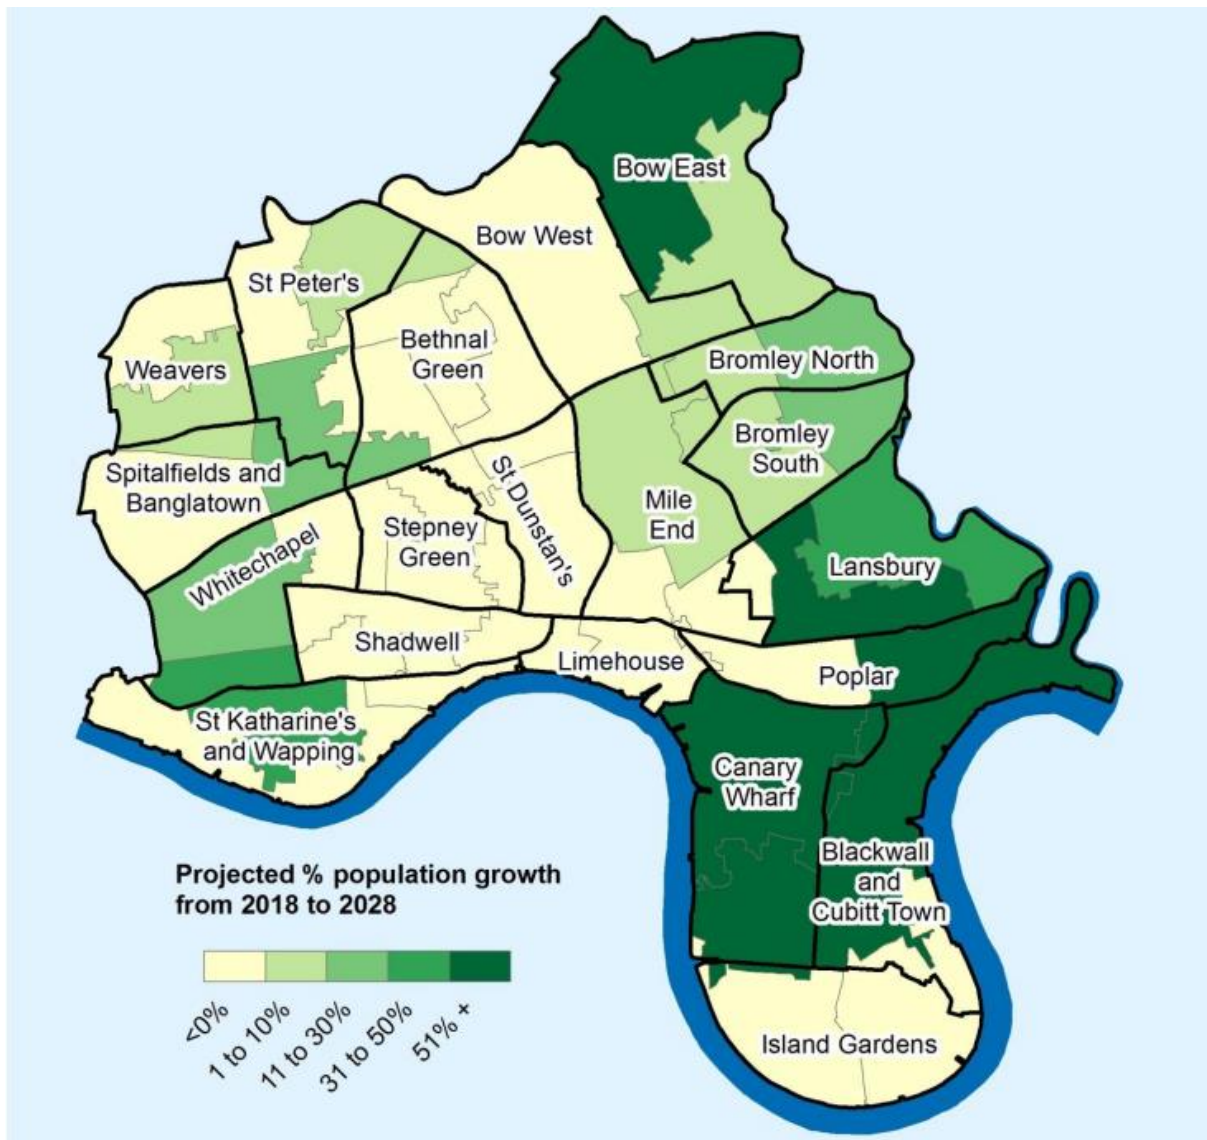 Bow East
Bow West
St Peter's
Bethnal
Green
Weavers
Bromley North
Bromley
South
Spitalfields and
Banglatown
St Dunstan's
Mile
End
Stepney
Green
Whitechapel
Lansbury
Shadwell
Limehouse
Poplar
St Katharine's
and Wapping
Canary
Wharf
Blackwall
and
Cubitt Town
Island Gardens
Projected % population growth
from 2018 to 2028
<0%
1 to 10%
11 to 30%
31 to 50%
51% +